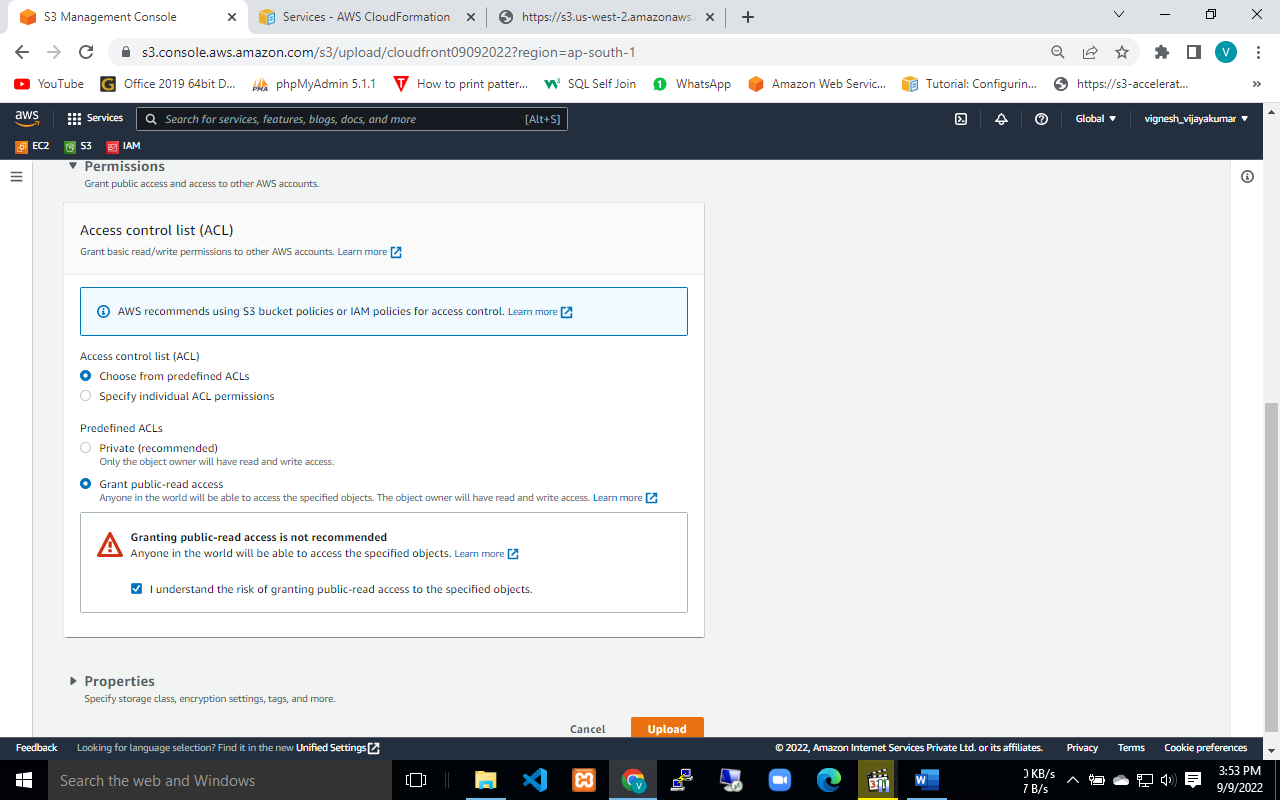 S3 Management Console
Services - AWS CloudFormation
https://s3.us-west-2.amazonaws.
s3.console.aws.amazon.com/s3/upload/cloudfront09092022?region=ap-south-1
V
YouTube
Office 2019 64bit D...
phpMyAdmin 5.1.1
How to print patter...
SQL Self Join
WhatsApp
Amazon Web Servic...
Tutorial: Configurin...
https://s3-accelerat...
aws
Services
Search for services, features, blogs, docs, and more
[Alt+S]
Global
vignesh_vijayakumar
EC2
S3
IAM
Permissions
Grant public access and access to other AWS accounts.
Access control list (ACL)
Grant basic read/write permissions to other AWS accounts. Learn more
AWS recommends using S3 bucket policies or IAM policies for access control. Learn more
Access control list (ACL)
Choose from predefined ACLs
Specify individual ACL permissions
Predefined ACLs
Private (recommended)
Only the object owner will have read and write access.
Grant public-read access
Anyone in the world will be able to access the specified objects. The object owner will have read and write access. Learn more
Granting public-read access is not recommended
Anyone in the world will be able to access the specified objects. Learn more
I understand the risk of granting public-read access to the specified objects.
Properties
Specify storage class, encryption settings, tags, and more.
Cancel
Upload
Feedback
Looking for language selection? Find it in the new Unified Settings
© 2022, Amazon Internet Services Private Ltd. or its affiliates.
Privacy
Terms
Cookie preferences
Search the web and Windows
KB/s
7 B/s
3:53 PM
9/9/2022